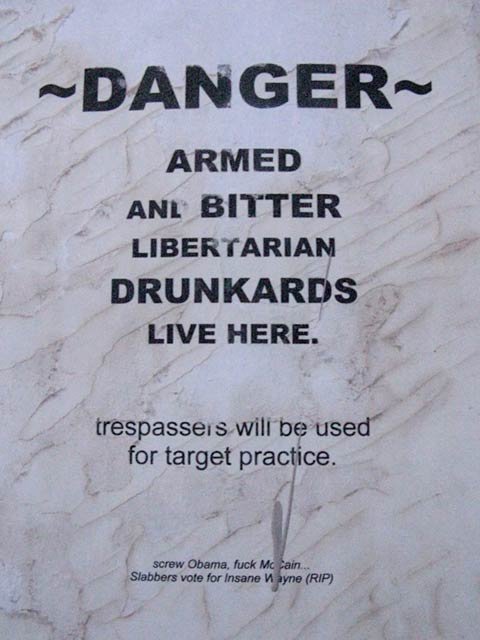 ~DANGER~
ARMED
AND BITTER
LIBERTARIAN
DRUNKARDS
LIVE HERE.
trespassers will be used
for target practice.
screw Obama, fuck McCain...
Slabbers vote for Insane Wayne (RIP)